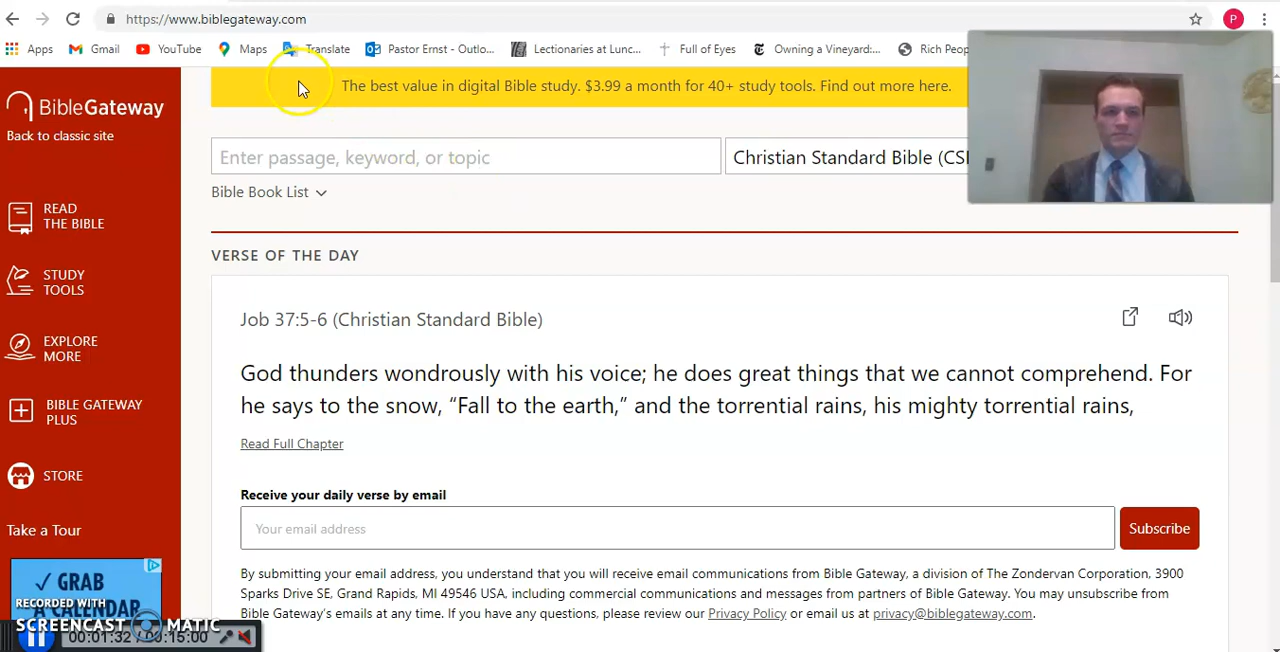 https://www.biblegateway.com
P
Apps Gmail YouTube Maps Translate Pastor Ernst - Outlo... Lectionaries at Lunc... Full of Eyes Owning a Vineyard:... Rich Peo
BibleGateway
Back to classic site
The best value in digital Bible study. $3.99 a month for 40+ study tools. Find out more here.
Enter passage, keyword, or topic
Christian Standard Bible (CS
Bible Book List
READ
THE BIBLE
STUDY
TOOLS
EXPLORE
MORE
BIBLE GATEWAY
PLUS
STORE
Take a Tour
VERSE OF THE DAY
Job 37:5-6 (Christian Standard Bible)
God thunders wondrously with his voice; he does great things that we cannot comprehend. For
he says to the snow, “Fall to the earth,” and the torrential rains, his mighty torrential rains,
Read Full Chapter
Receive your daily verse by email
Your email address
Subscribe
By submitting your email address, you understand that you will receive email communications from Bible Gateway, a division of The Zondervan Corporation, 3900
Sparks Drive SE, Grand Rapids, MI 49546 USA, including commercial communications and messages from partners of Bible Gateway. You may unsubscribe from
Bible Gateway’s emails at any time. If you have any questions, please review our Privacy Policy or email us at privacy@biblegateway.com.
✓ GRAB
A CALENDAR
RECORDED WITH
SCREENCAST MATIC
00:01:32 / 00:15:00